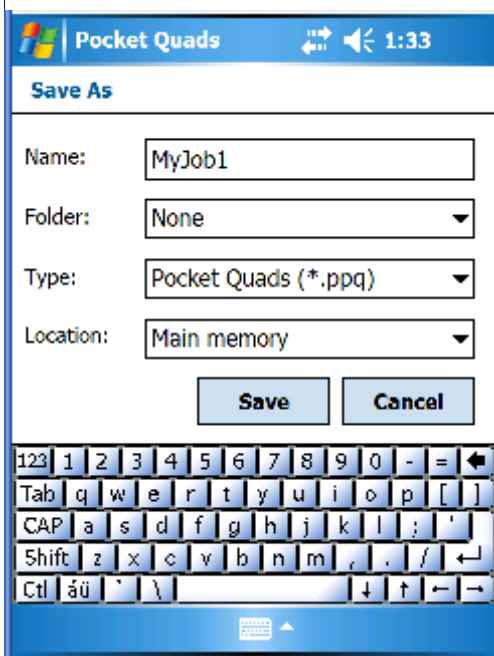 Pocket Quads 1:33
Save As
Name: MyJob1
Folder: None
Type: Pocket Quads (*.ppq)
Location: Main memory
Save Cancel
123 1 2 3 4 5 6 7 8 9 0 - = 🡄
Tab q w e r t y u i o p [ ]
CAP a s d f g h j k l ; '
Shift z x c v b n m , . / ↵
Ctl áü ` \ ↓ ↑ ← →